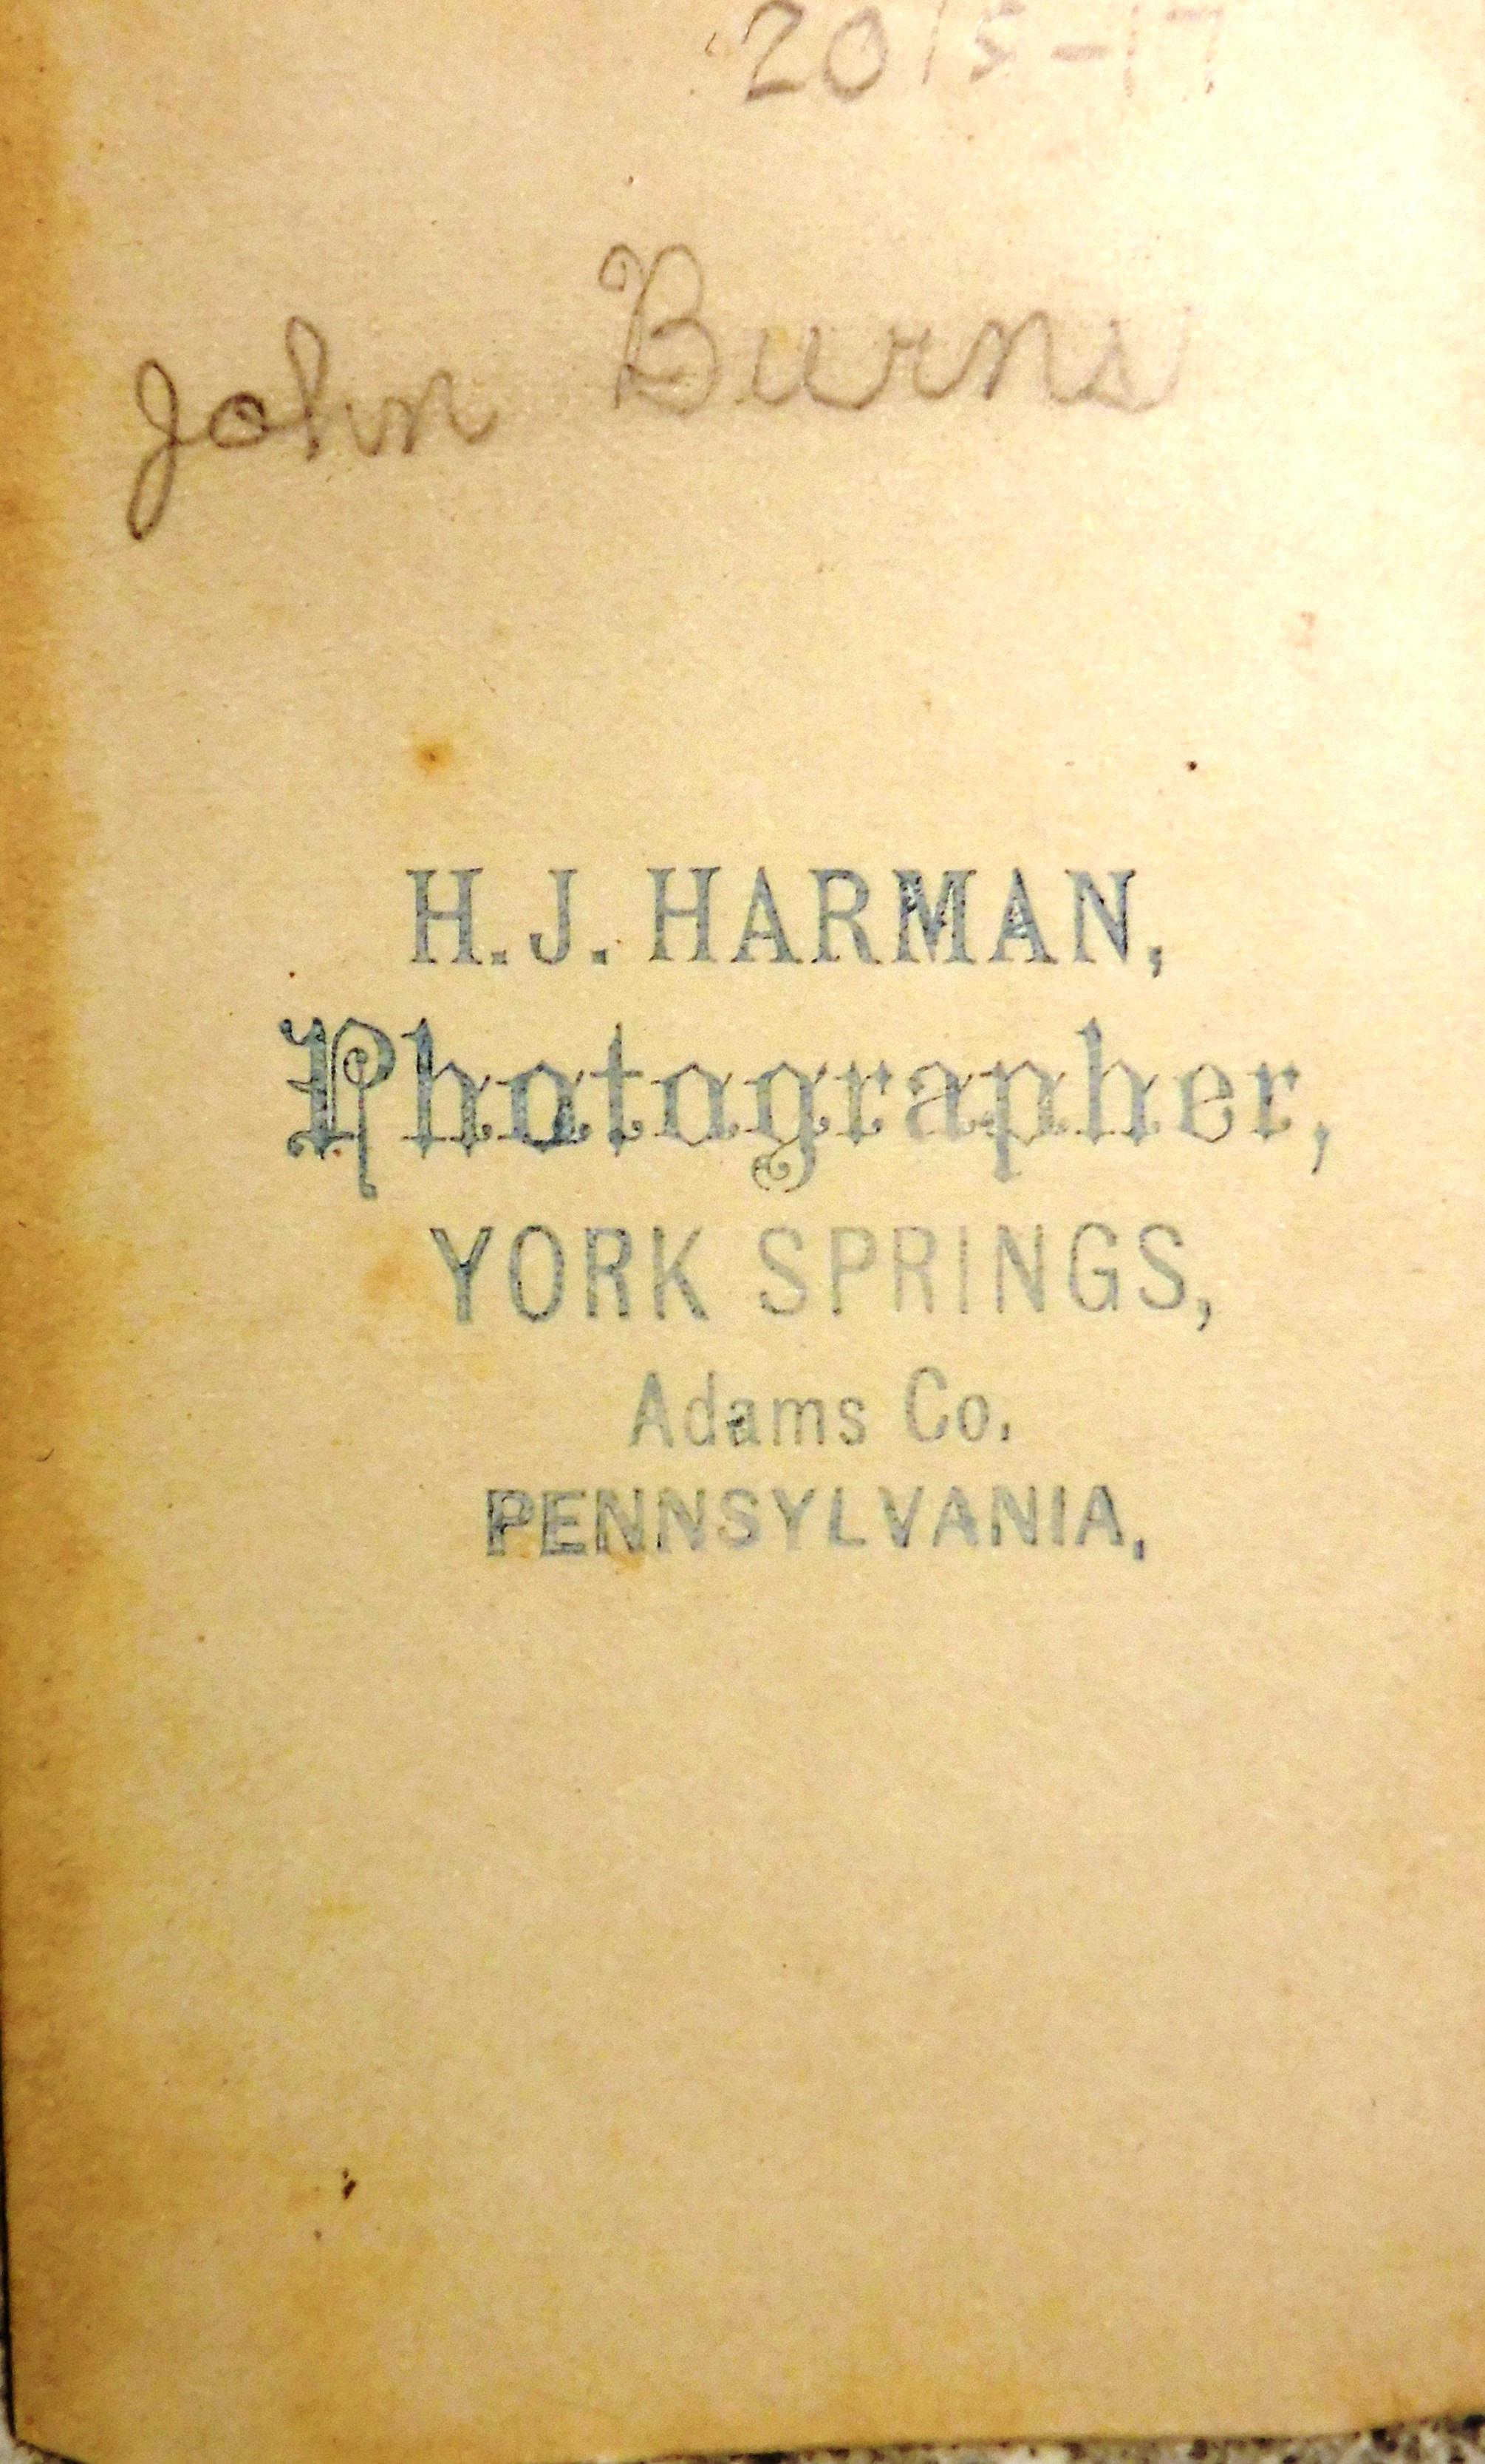 2015-17
John Burns
H.J. HARMAN,
Photographer,
YORK SPRINGS,
Adams Co.
PENNSYLVANIA,